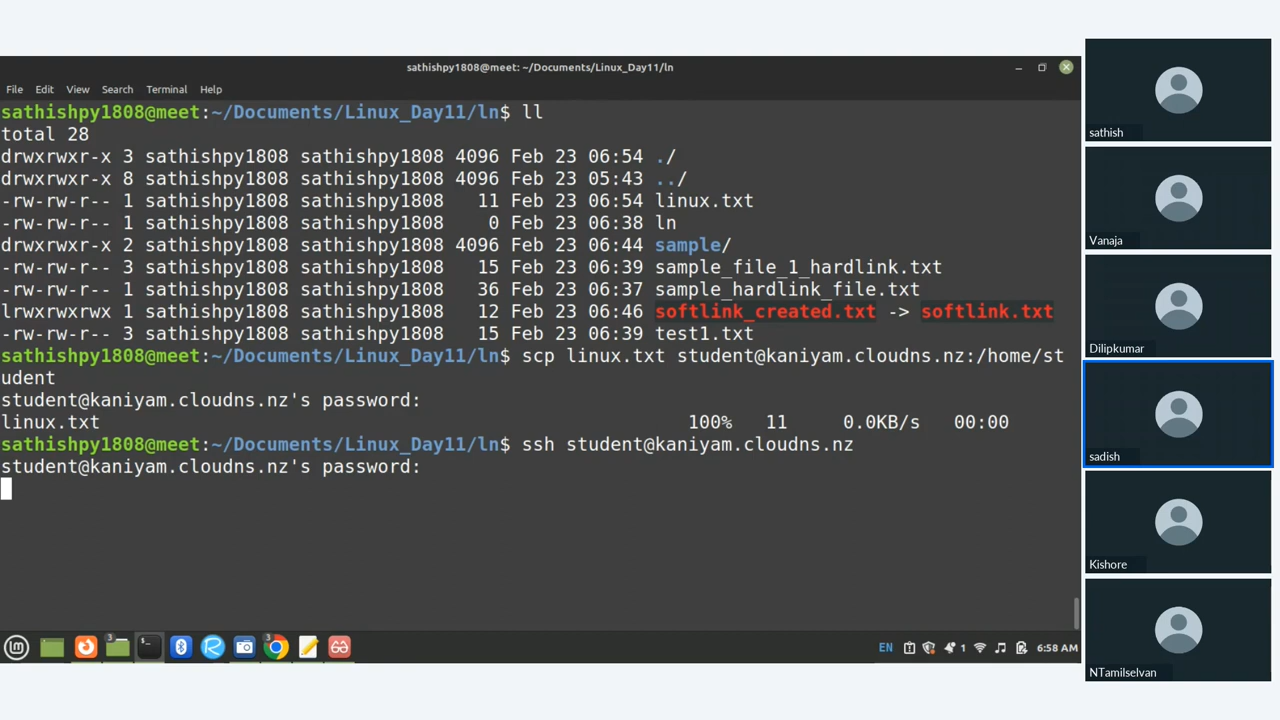 sathishpy1808@meet: ~/Documents/Linux_Day11/ln
File Edit View Search Terminal Help
sathishpy1808@meet:~/Documents/Linux_Day11/ln$ ll
total 28
drwxrwxr-x 3 sathishpy1808 sathishpy1808 4096 Feb 23 06:54 ./
drwxrwxr-x 8 sathishpy1808 sathishpy1808 4096 Feb 23 05:43 ../
-rw-rw-r-- 1 sathishpy1808 sathishpy1808   11 Feb 23 06:54 linux.txt
-rw-rw-r-- 1 sathishpy1808 sathishpy1808    0 Feb 23 06:38 ln
drwxrwxr-x 2 sathishpy1808 sathishpy1808 4096 Feb 23 06:44 sample/
-rw-rw-r-- 3 sathishpy1808 sathishpy1808   15 Feb 23 06:39 sample_file_1_hardlink.txt
-rw-rw-r-- 1 sathishpy1808 sathishpy1808   36 Feb 23 06:37 sample_hardlink_file.txt
lrwxrwxrwx 1 sathishpy1808 sathishpy1808   12 Feb 23 06:46 softlink_created.txt -> softlink.txt
-rw-rw-r-- 3 sathishpy1808 sathishpy1808   15 Feb 23 06:39 test1.txt
sathishpy1808@meet:~/Documents/Linux_Day11/ln$ scp linux.txt student@kaniyam.cloudns.nz:/home/st
udent
student@kaniyam.cloudns.nz's password:
linux.txt 100% 11 0.0KB/s 00:00
sathishpy1808@meet:~/Documents/Linux_Day11/ln$ ssh student@kaniyam.cloudns.nz
student@kaniyam.cloudns.nz's password:
3 3 EN 1 6:58 AM
sathish
Vanaja
Dilipkumar
sadish
Kishore
NTamilselvan